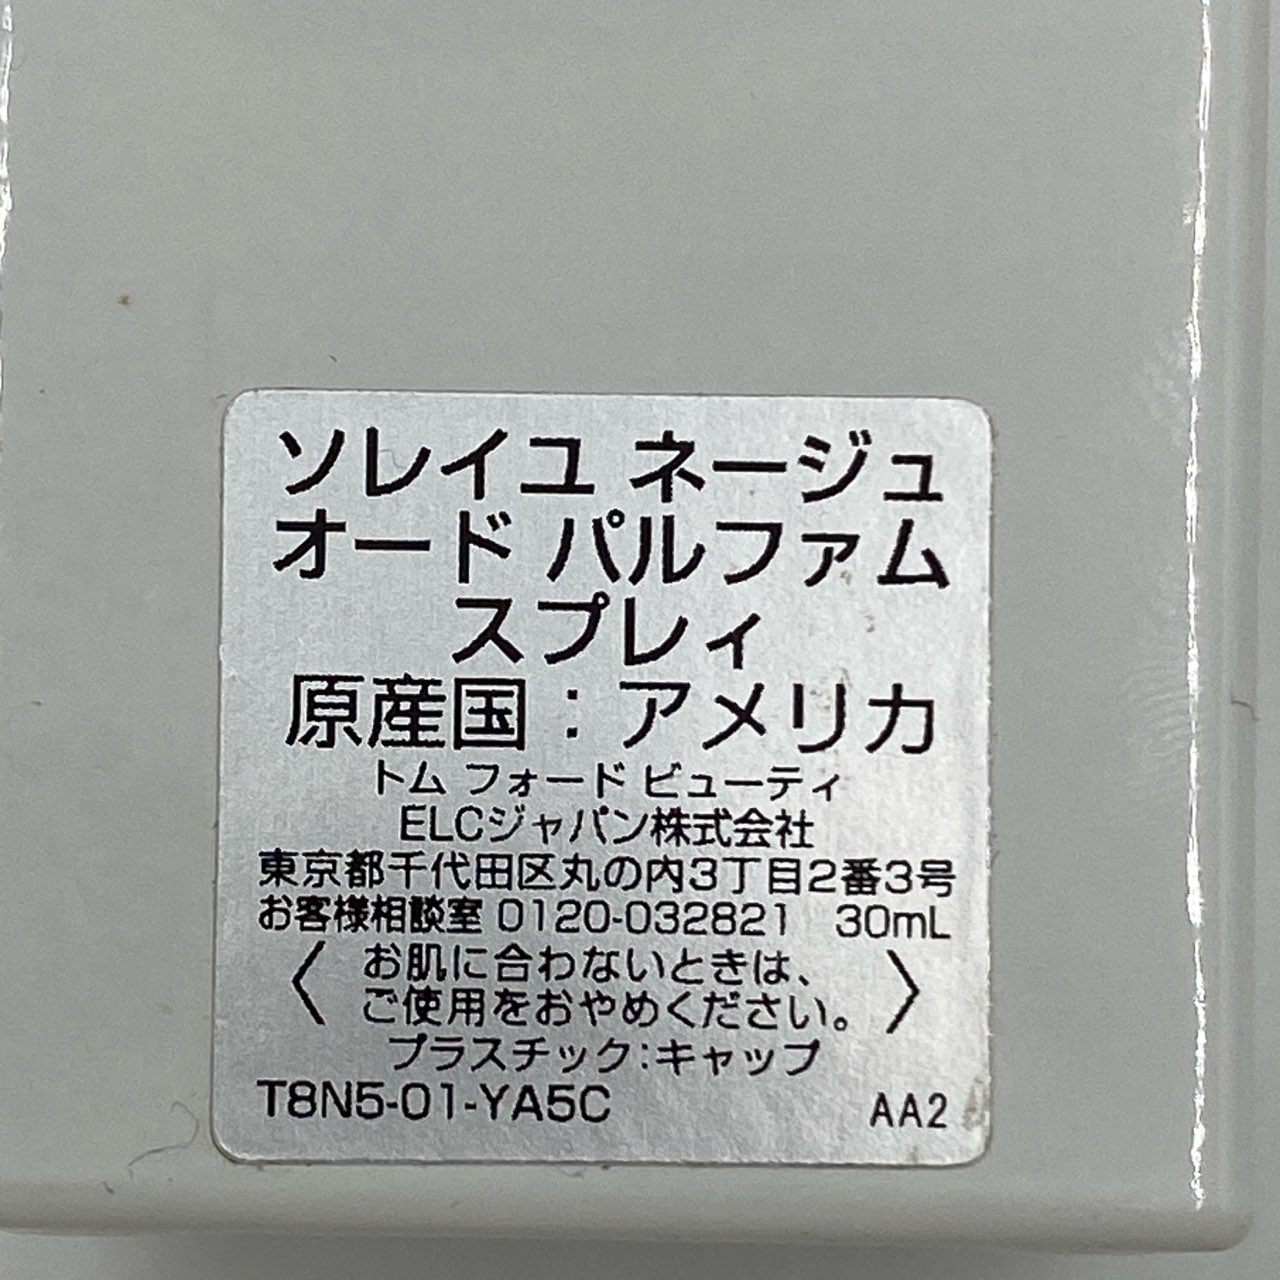 ソレイユ ネージュ
オード パルファム
スプレィ
原産国：アメリカ
トム フォード ビューティ
ELCジャパン株式会社
東京都千代田区丸の内3丁目2番3号
お客様相談室 0120-032821 30mL
〈お肌に合わないときは、
ご使用をおやめください。〉
プラスチック：キャップ
T8N5-01-YA5C AA2